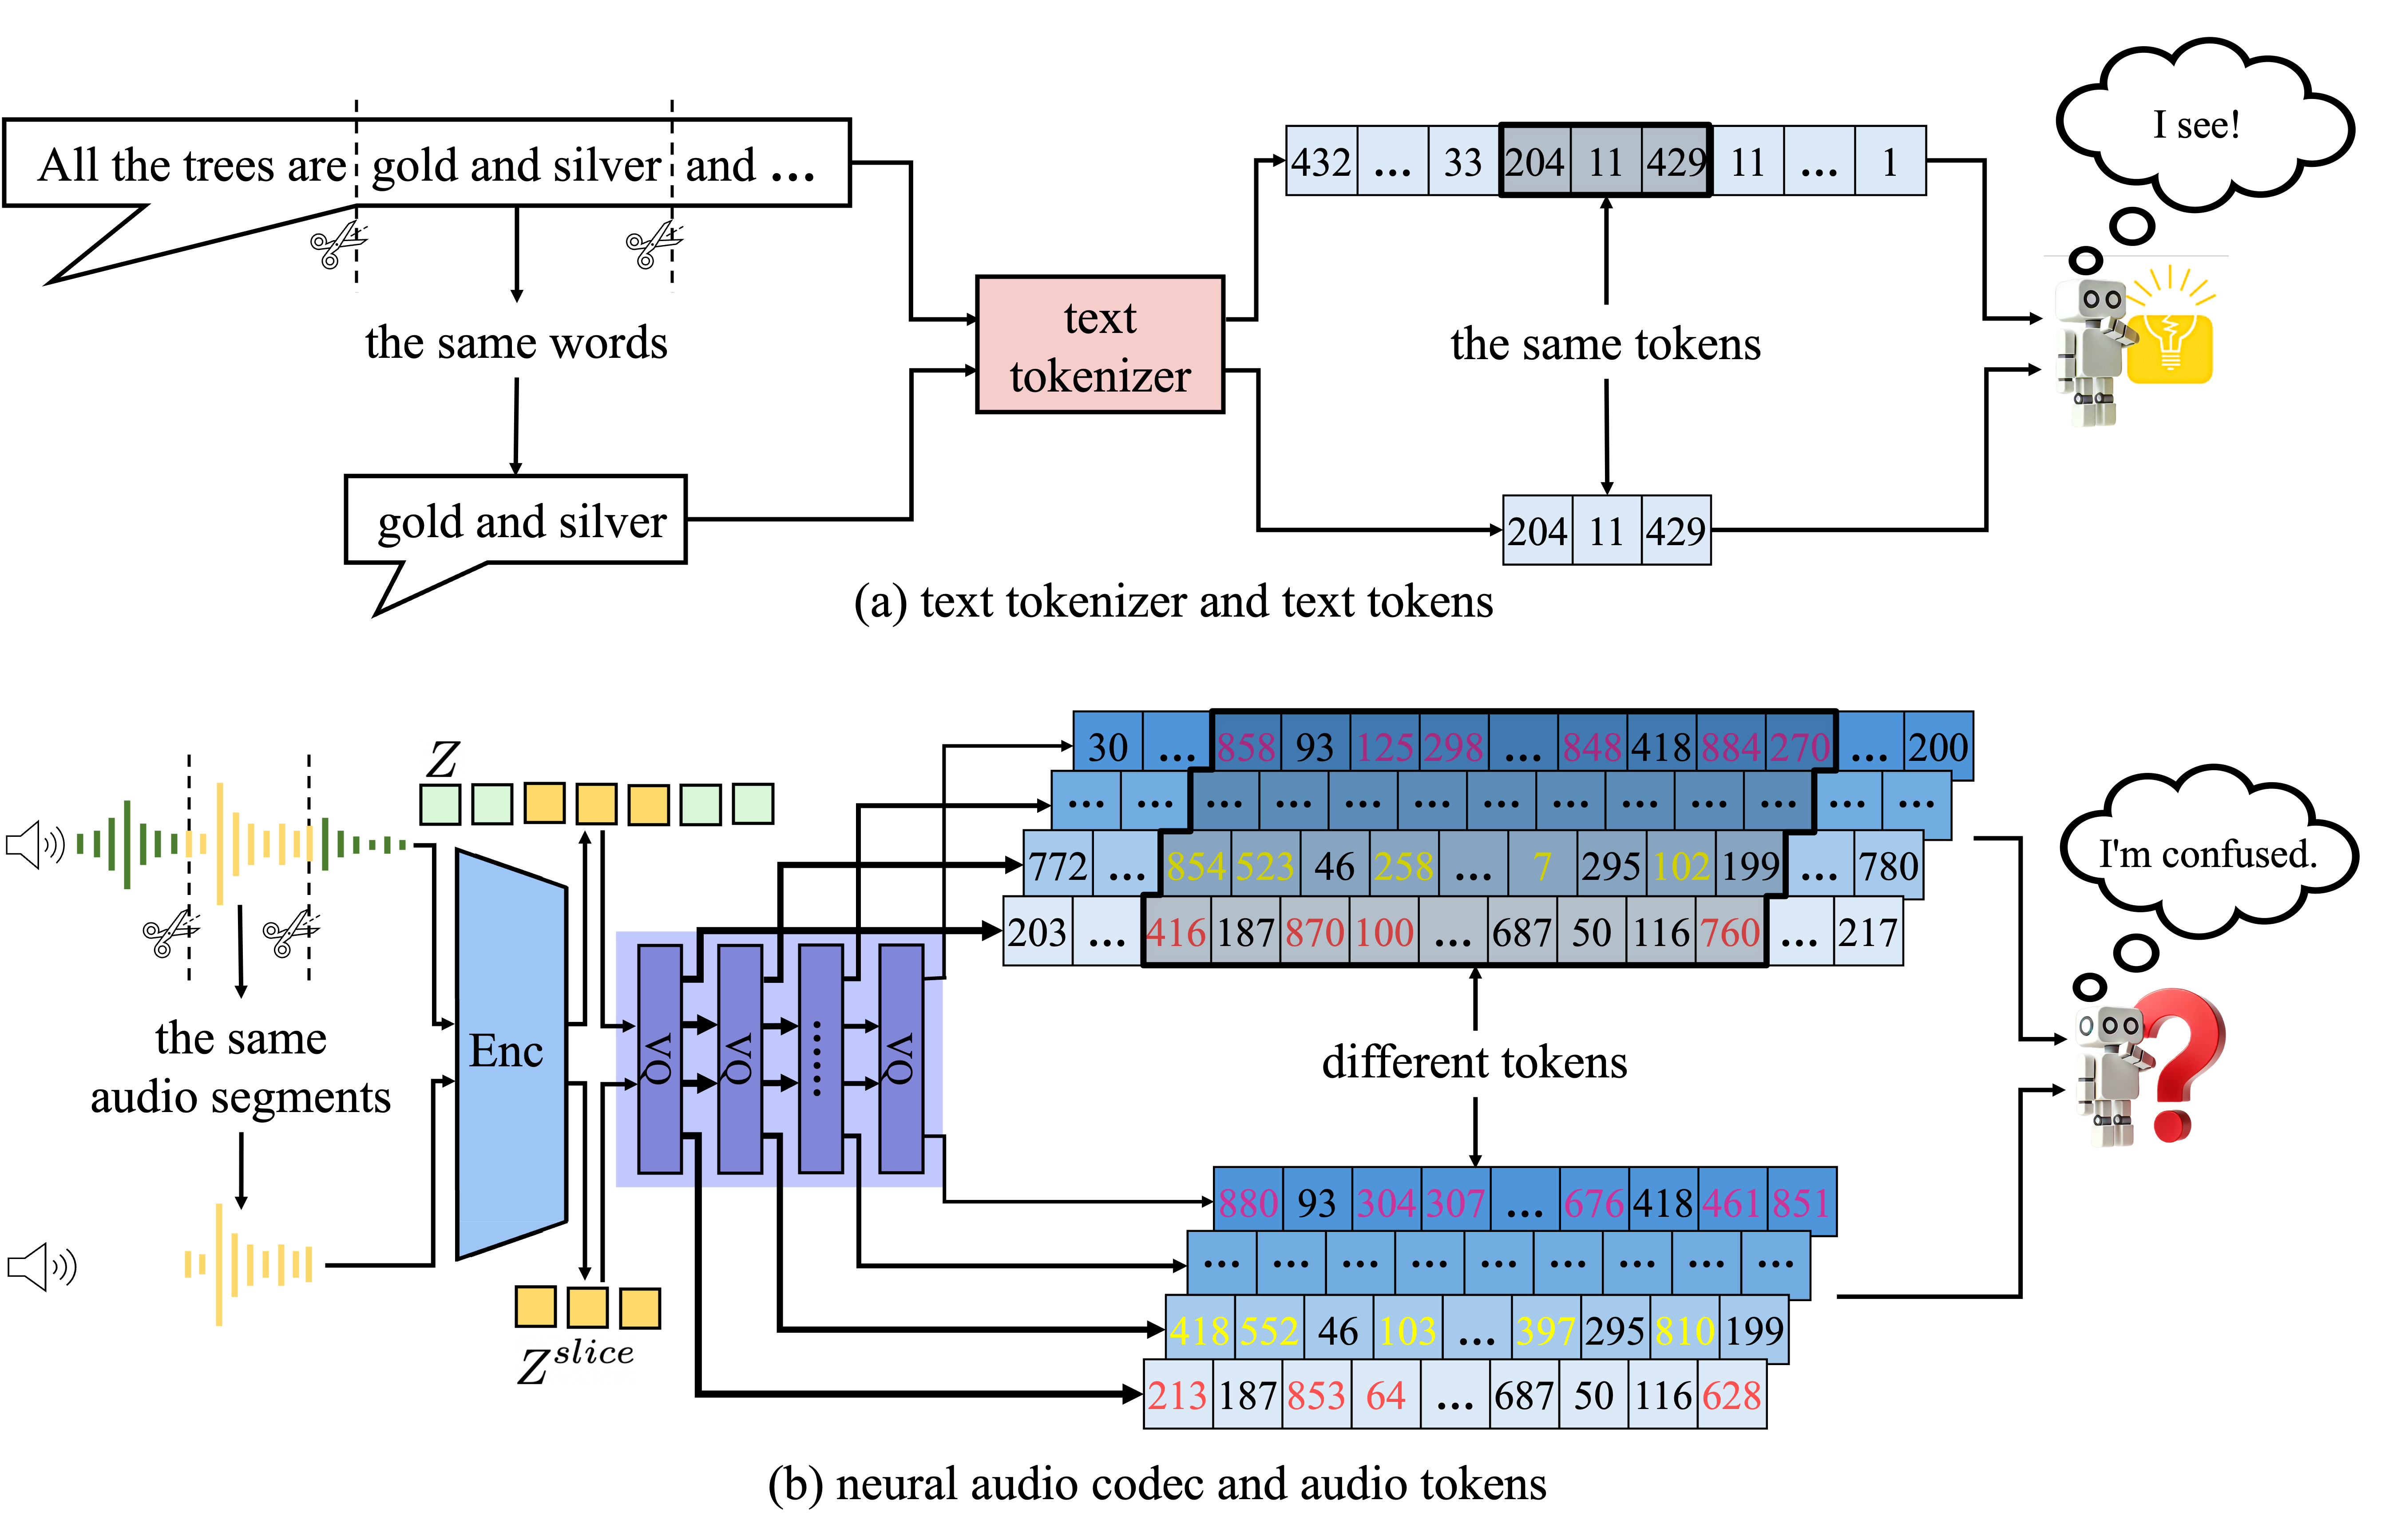 All the trees are gold and silver and ...
the same words
gold and silver
text
tokenizer
432 ... 33 204 11 429 11 ... 1
the same tokens
204 11 429
I see!
(a) text tokenizer and text tokens
Z
the same
audio segments
Enc
Z^{slice}
VQ VQ ...... VQ
30 ... 858 93 125 298 ... 848 418 884 270 ... 200
... ... ... ... ... ... ... ... ... ... ... ... ...
772 ... 854 523 46 258 ... 7 295 102 199 ... 780
203 ... 416 187 870 100 ... 687 50 116 760 ... 217
different tokens
880 93 304 307 ... 676 418 461 851
... ... ... ... ... ... ... ... ...
418 552 46 103 ... 397 295 810 199
213 187 853 64 ... 687 50 116 628
I'm confused.
(b) neural audio codec and audio tokens